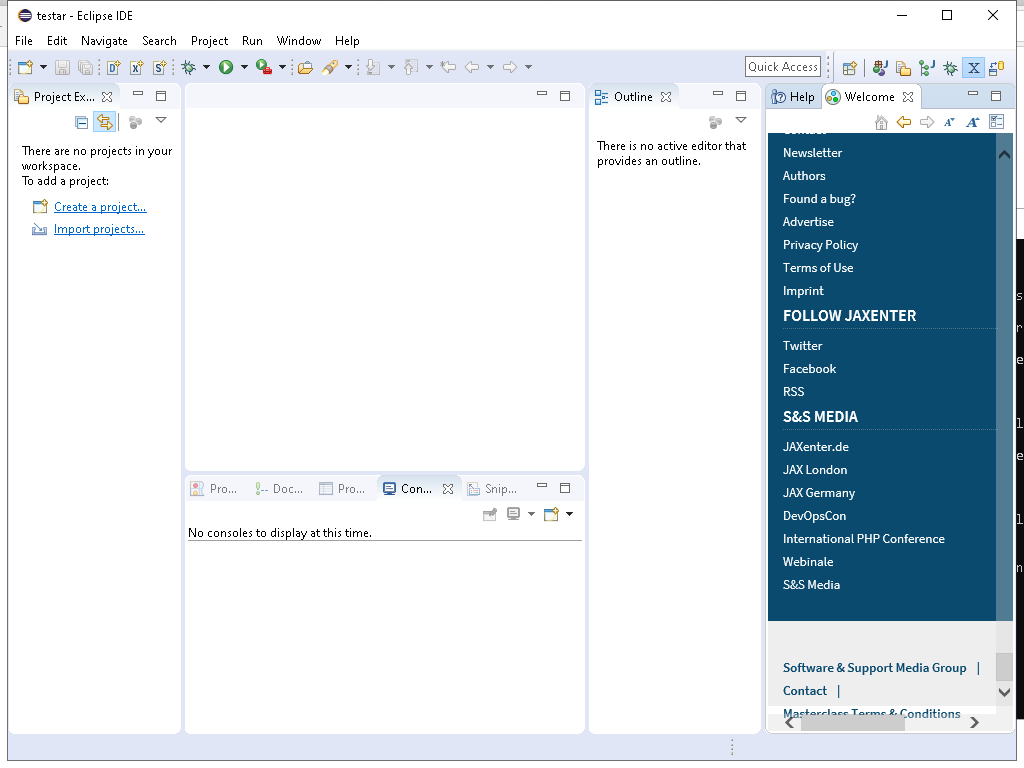 testar - Eclipse IDE
File Edit Navigate Search Project Run Window Help
Quick Access
Project Ex...
There are no projects in your
workspace.
To add a project:
Create a project...
Import projects...
Outline
There is no active editor that
provides an outline.
Pro...
Doc...
Pro...
Con...
Snip...
No consoles to display at this time.
Help
Welcome
Newsletter
Authors
Found a bug?
Advertise
Privacy Policy
Terms of Use
Imprint
FOLLOW JAXENTER
Twitter
Facebook
RSS
S&S MEDIA
JAXenter.de
JAX London
JAX Germany
DevOpsCon
International PHP Conference
Webinale
S&S Media
Software & Support Media Group |
Contact |
Masterclass Terms & Conditions